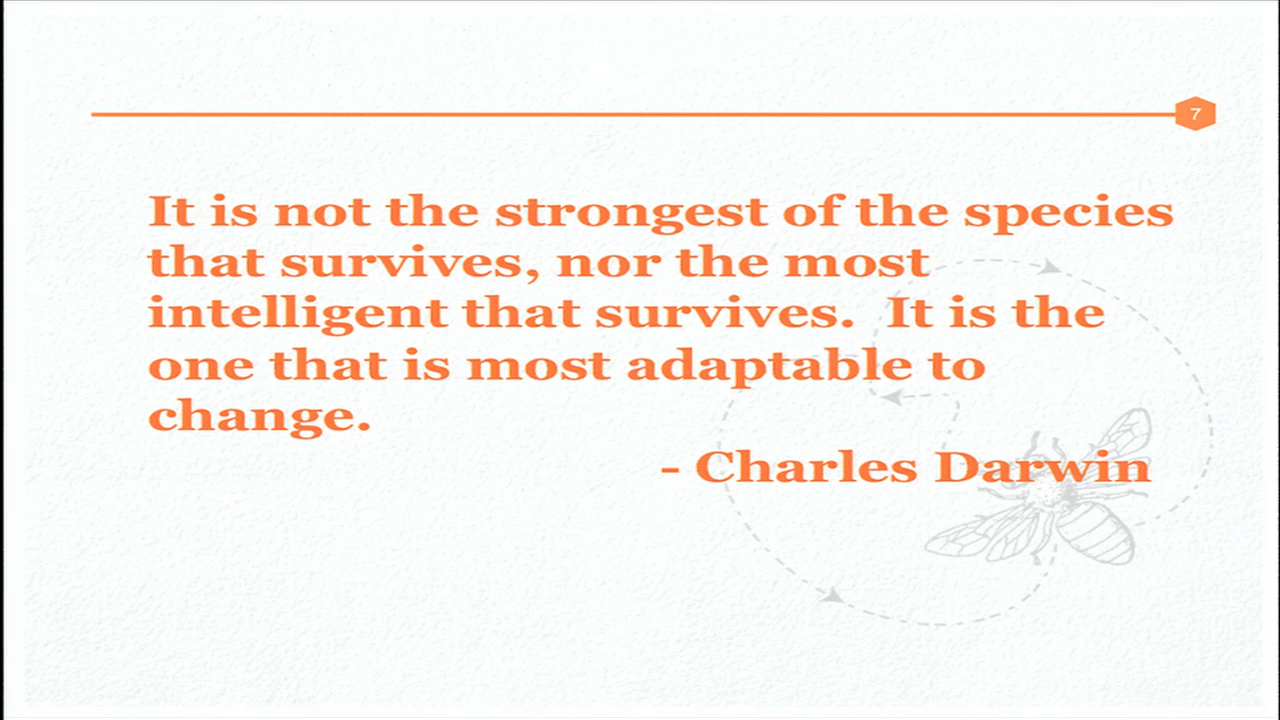 7
It is not the strongest of the species
that survives, nor the most
intelligent that survives.  It is the
one that is most adaptable to
change.
- Charles Darwin